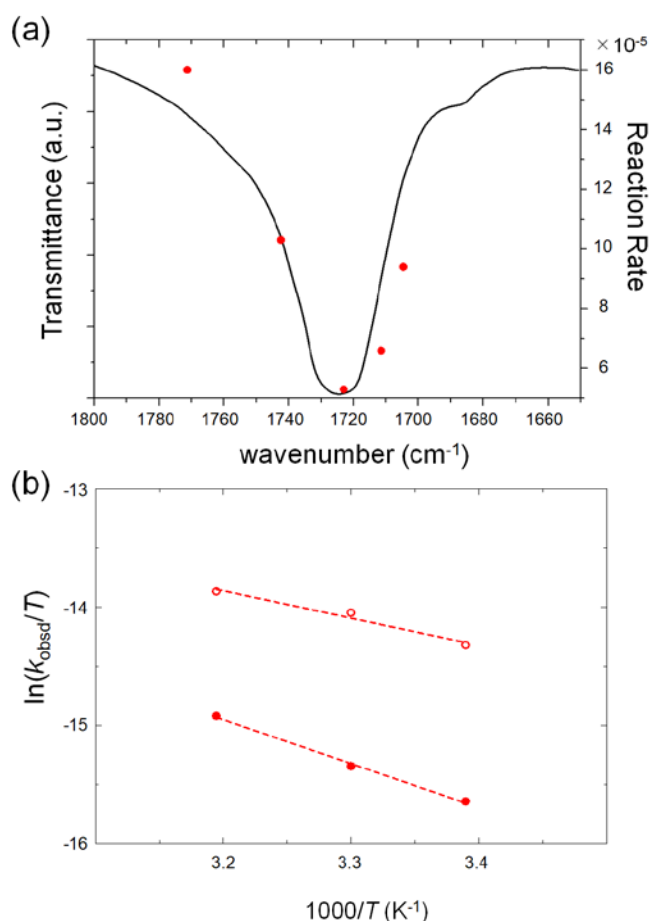 (a)
Transmittance (a.u.)
× 10⁻⁵
16
14
12
10
8
6
Reaction Rate
1800 1780 1760 1740 1720 1700 1680 1660
wavenumber (cm⁻¹)
(b)
ln(k_obsd/T)
-13
-14
-15
-16
3.2 3.3 3.4
1000/T (K⁻¹)